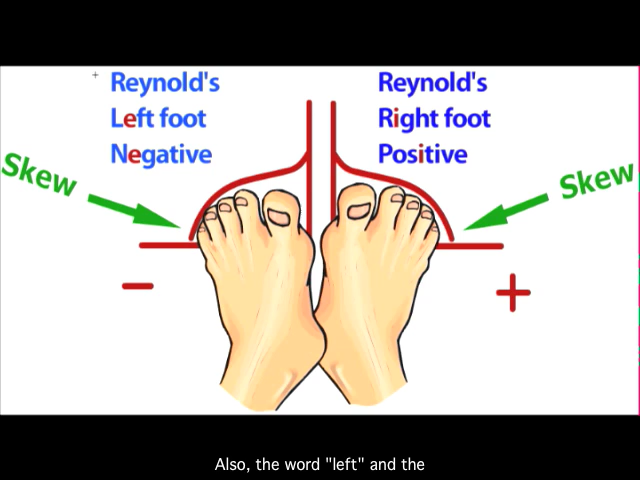 Reynold's
Left foot
Negative
Reynold's
Right foot
Positive
Skew
Skew
−
+
Also, the word "left" and the